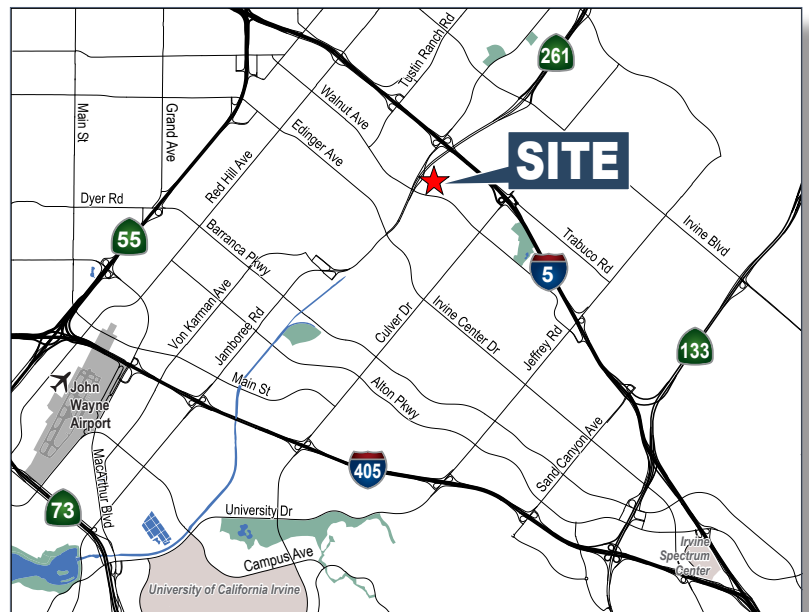 261
Tustin Ranch Rd
Walnut Ave
Main St
Grand Ave
Edinger Ave
SITE
Red Hill Ave
Dyer Rd
Irvine Blvd
55
Barranca Pkwy
Trabuco Rd
5
Von Karman Ave
Jamboree Rd
Culver Dr
Irvine Center Dr
Jeffrey Rd
133
Main St
Alton Pkwy
John
Wayne
Airport
Sand Canyon Ave
MacArthur Blvd
405
73
University Dr
Campus Ave
Irvine
Spectrum
Center
University of California Irvine